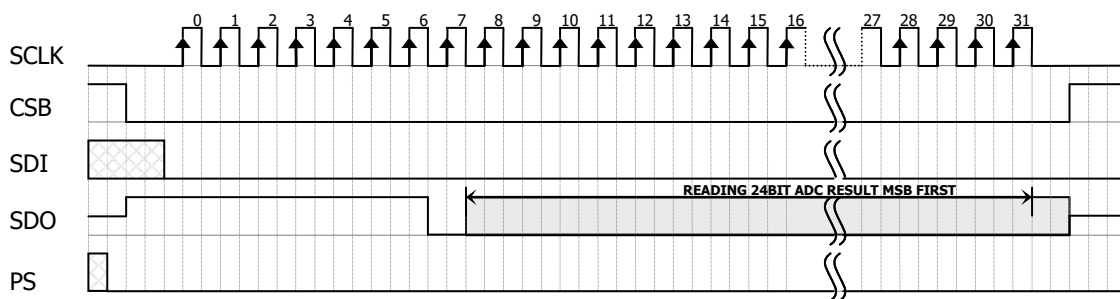 0 1 2 3 4 5 6 7 8 9 10 11 12 13 14 15 16 27 28 29 30 31
SCLK
CSB
SDI
READING 24BIT ADC RESULT MSB FIRST
SDO
PS